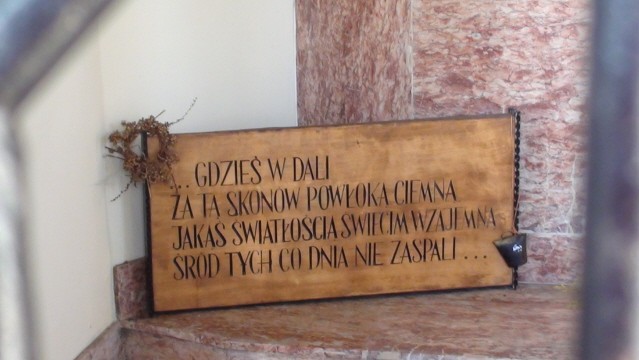 ... GDZIEŚ W DALI
ZA TĄ SKONÓW POWŁOKĄ CIEMNĄ
JAKĄŚ ŚWIATŁOŚCIĄ ŚWIECIM WZAJEMNĄ
ŚRÓD TYCH CO DNIA NIE ZASPALI ...